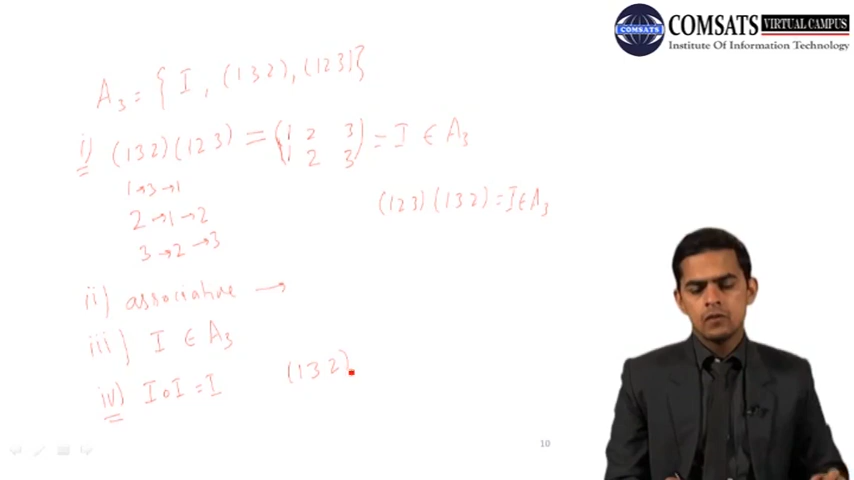 COMSATS VIRTUAL CAMPUS
COMSATS
Institute Of Information Technology
A₃ = { I , (1 3 2), (1 2 3) }
i) (1 3 2)(1 2 3) = (1 2 3 = I ∈ A₃
1 2 3)
1→3→1
2→1→2
3→2→3
(1 2 3)(1 3 2) = I ∈ A₃
ii) associative →
iii) I ∈ A₃
iv) I o I = I (1 3 2)
10